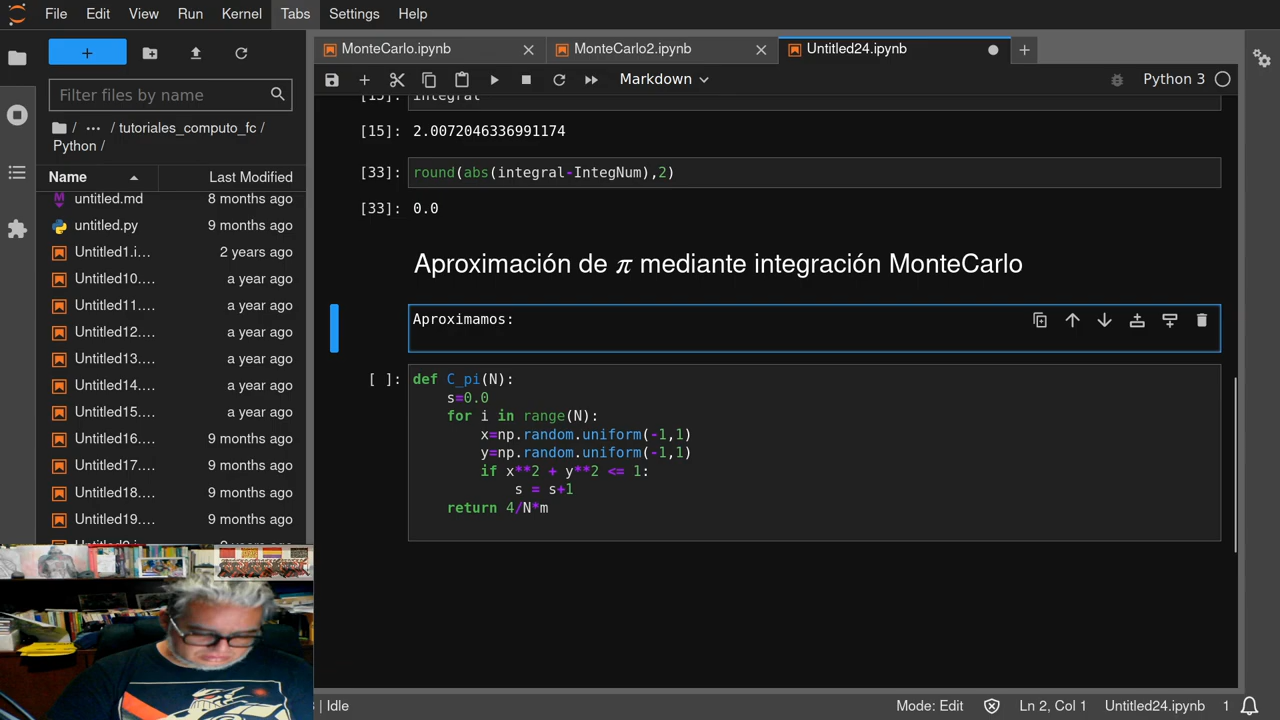 File Edit View Run Kernel Tabs Settings Help
MonteCarlo.ipynb MonteCarlo2.ipynb Untitled24.ipynb
Markdown Python 3
Filter files by name
/ ··· / tutoriales_computo_fc /
Python /
Name Last Modified
untitled.md 8 months ago
untitled.py 9 months ago
Untitled1.i... 2 years ago
Untitled10.... a year ago
Untitled11.... a year ago
Untitled12.... a year ago
Untitled13.... a year ago
Untitled14.... a year ago
Untitled15.... a year ago
Untitled16.... 9 months ago
Untitled17.... 9 months ago
Untitled18.... 9 months ago
Untitled19.... 9 months ago
[15]: integral
[15]: 2.0072046336991174
[33]: round(abs(integral-IntegNum),2)
[33]: 0.0
Aproximación de π mediante integración MonteCarlo
Aproximamos:
[ ]: def C_pi(N):
s=0.0
for i in range(N):
x=np.random.uniform(-1,1)
y=np.random.uniform(-1,1)
if x**2 + y**2 <= 1:
s = s+1
return 4/N*m
| Idle Mode: Edit Ln 2, Col 1 Untitled24.ipynb 1